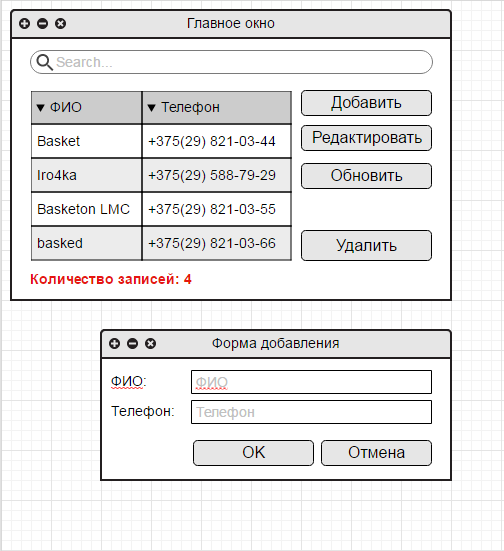 Главное окно
Search...
ФИО Телефон Добавить
Basket +375(29) 821-03-44 Редактировать
Iro4ka +375(29) 588-79-29 Обновить
Basketon LMC +375(29) 821-03-55
basked +375(29) 821-03-66 Удалить
Количество записей: 4
Форма добавления
ФИО: ФИО
Телефон: Телефон
OK Отмена